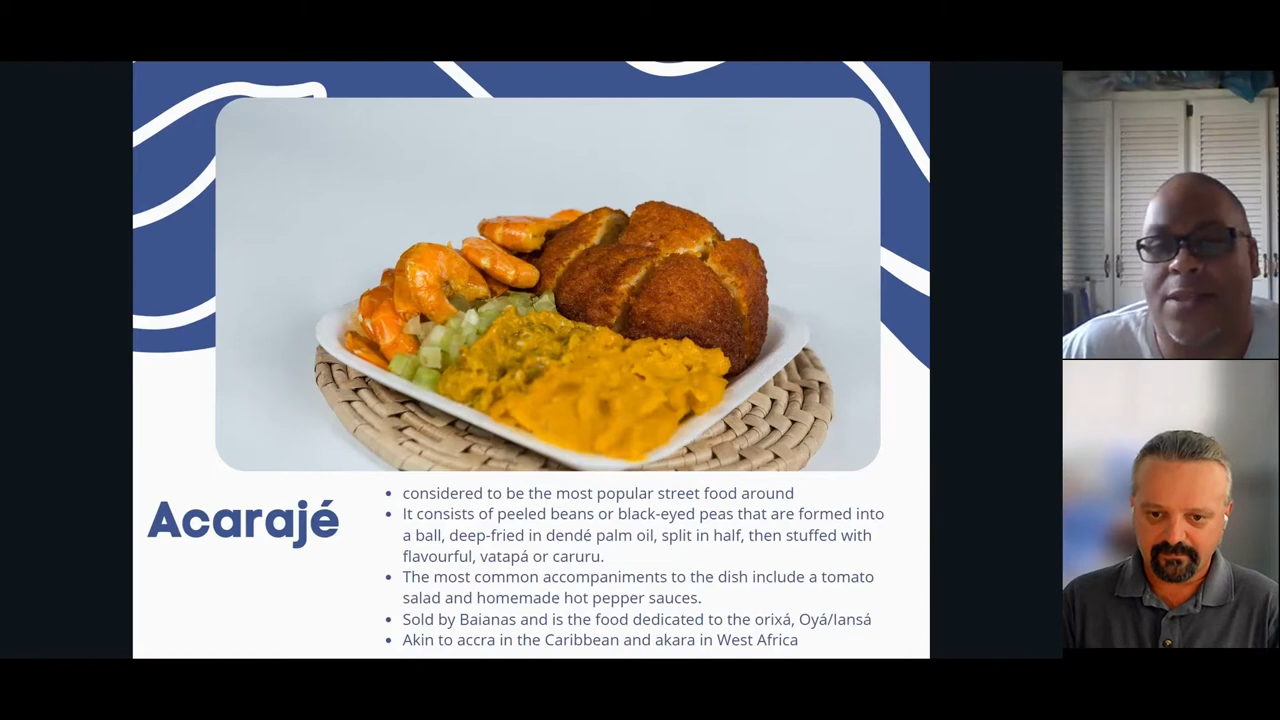 Acarajé
considered to be the most popular street food around
It consists of peeled beans or black-eyed peas that are formed into
a ball, deep-fried in dendé palm oil, split in half, then stuffed with
flavourful, vatapá or caruru.
The most common accompaniments to the dish include a tomato
salad and homemade hot pepper sauces.
Sold by Baianas and is the food dedicated to the orixá, Oyá/Iansá
Akin to accra in the Caribbean and akara in West Africa